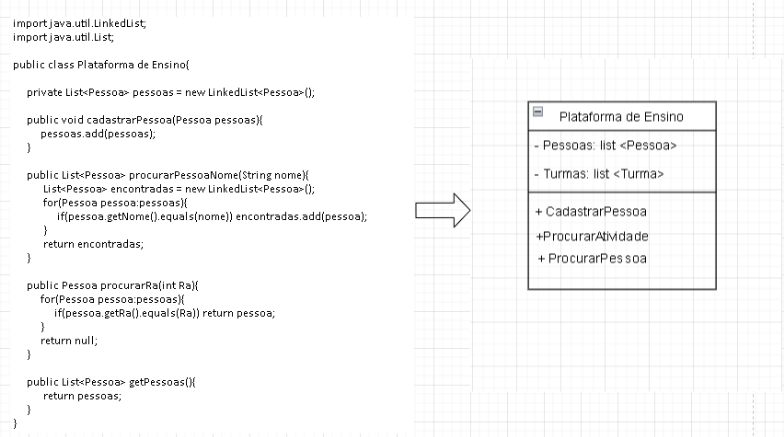 import java.util.LinkedList;
import java.util.List;
public class Plataforma de Ensino{
private List<Pessoa> pessoas = new LinkedList<Pessoa>();
public void cadastrarPessoa(Pessoa pessoas){
pessoas.add(pessoas);
}
public List<Pessoa> procurarPessoaNome(String nome){
List<Pessoa> encontradas = new LinkedList<Pessoa>();
for(Pessoa pessoa:pessoas){
if(pessoa.getNome().equals(nome)) encontradas.add(pessoa);
}
return encontradas;
}
public Pessoa procurarRa(int Ra){
for(Pessoa pessoa:pessoas){
if(pessoa.getRa().equals(Ra)) return pessoa;
}
return null;
}
public List<Pessoa> getPessoas(){
return pessoas;
}
}
Plataforma de Ensino
- Pessoas: list <Pessoa>
- Turmas: list <Turma>
+ CadastrarPessoa
+ProcurarAtividade
+ ProcurarPessoa